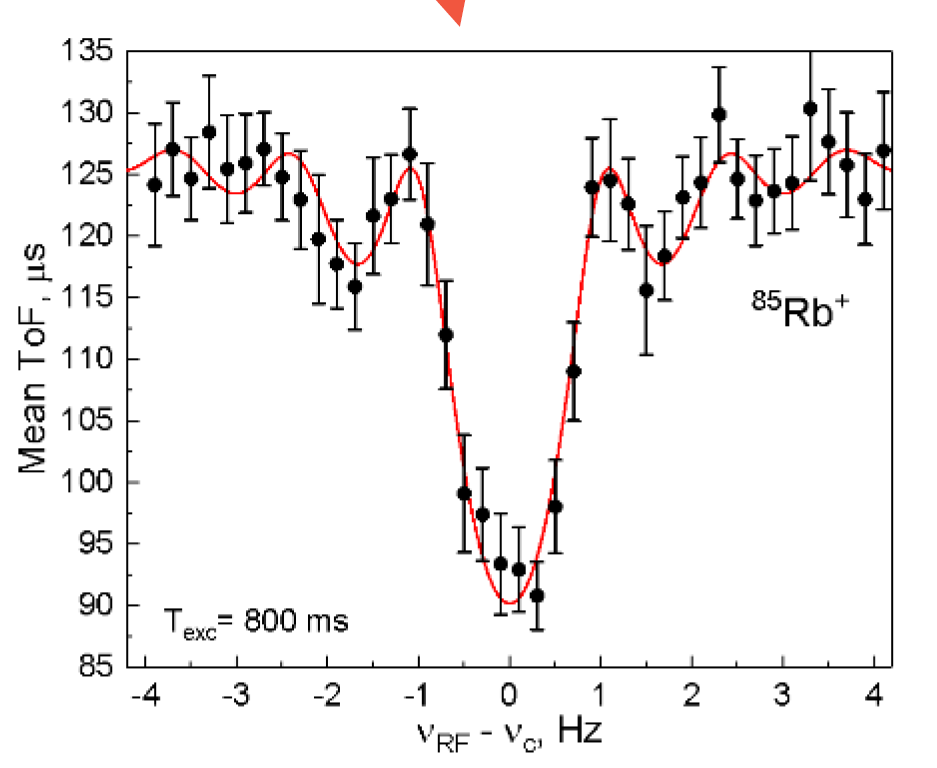 135
130
125
120
115
110
105
100
95
90
85
Mean ToF, μs
⁸⁵Rb⁺
T_exc= 800 ms
-4 -3 -2 -1 0 1 2 3 4
ν_RF - ν_c, Hz